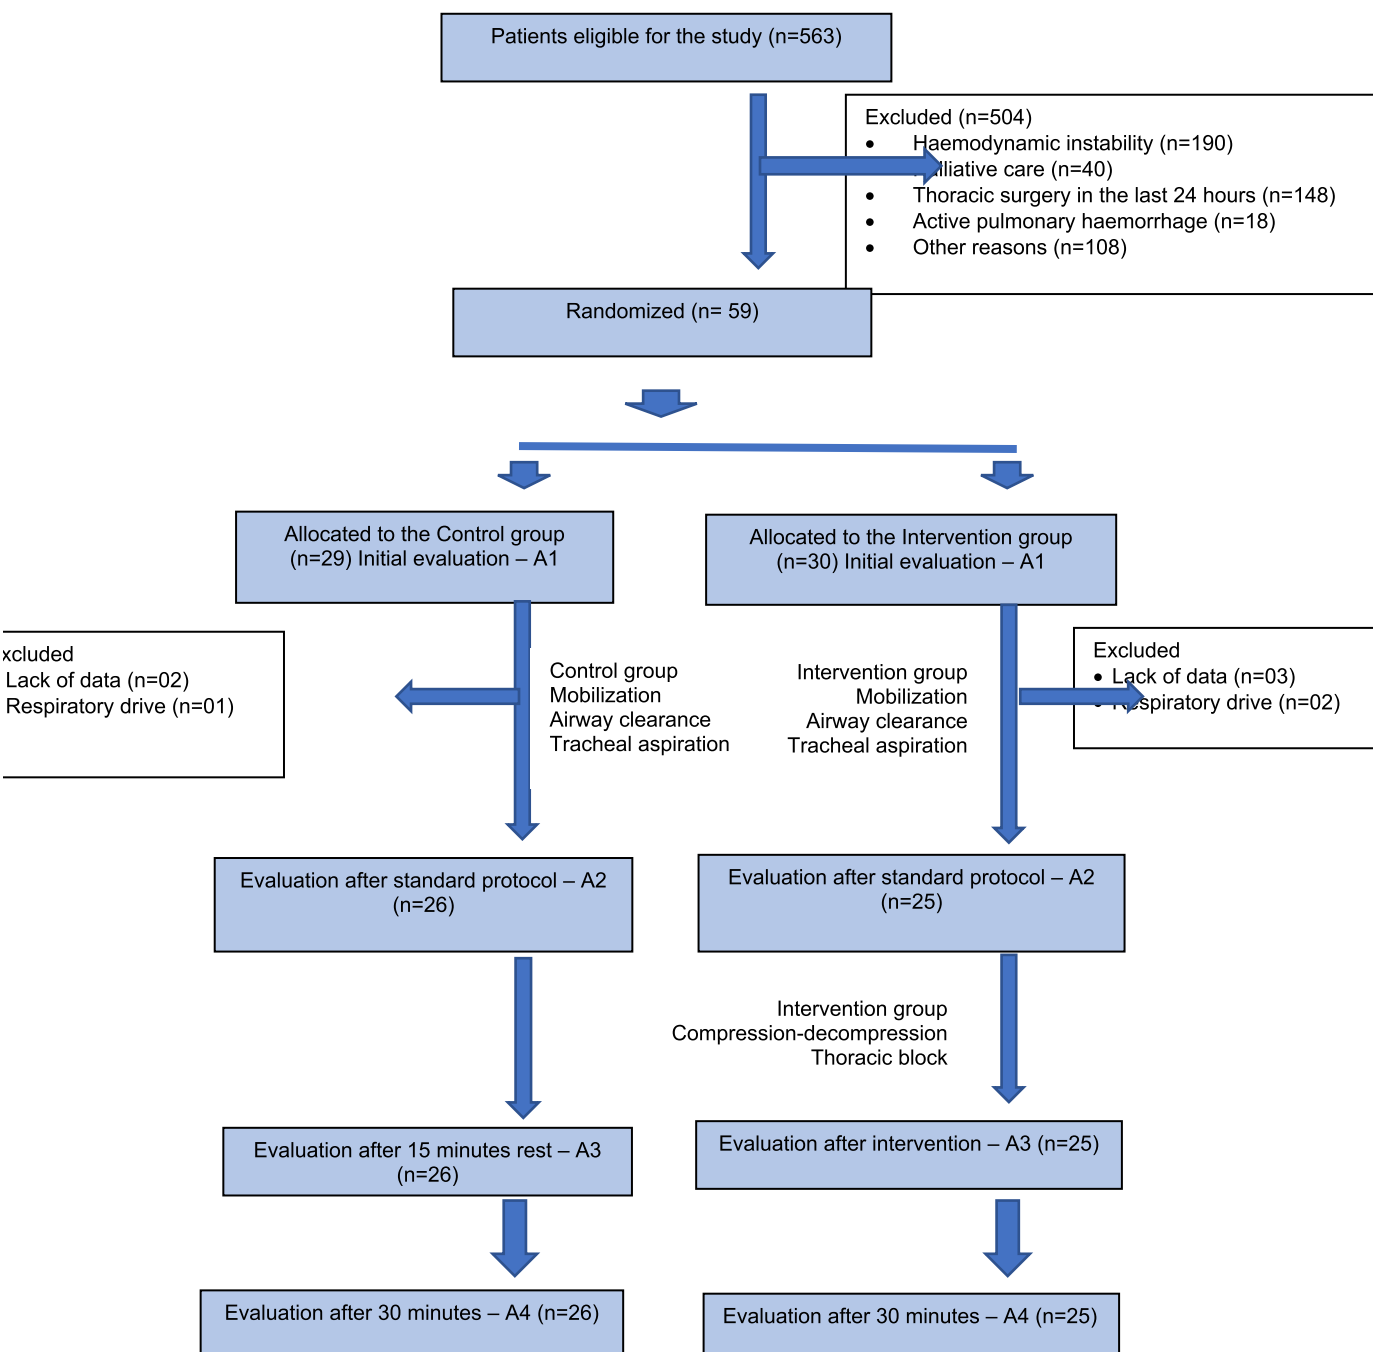 Patients eligible for the study (n=563)
Excluded (n=504)
• Haemodynamic instability (n=190)
care (n=40)
• Thoracic surgery in the last 24 hours (n=148)
• Active pulmonary haemorrhage (n=18)
• Other reasons (n=108)
Randomized (n= 59)
Allocated to the Control group
(n=29) Initial evaluation – A1
Allocated to the Intervention group
(n=30) Initial evaluation – A1
xcluded
Lack of data (n=02)
Respiratory drive (n=01)
Control group
Mobilization
Airway clearance
Tracheal aspiration
Intervention group
Mobilization
Airway clearance
Tracheal aspiration
Excluded
• Lack of data (n=03)
• Respiratory drive (n=02)
Evaluation after standard protocol – A2
(n=26)
Evaluation after standard protocol – A2
(n=25)
Intervention group
Compression-decompression
Thoracic block
Evaluation after 15 minutes rest – A3
(n=26)
Evaluation after intervention – A3 (n=25)
Evaluation after 30 minutes – A4 (n=26)
Evaluation after 30 minutes – A4 (n=25)